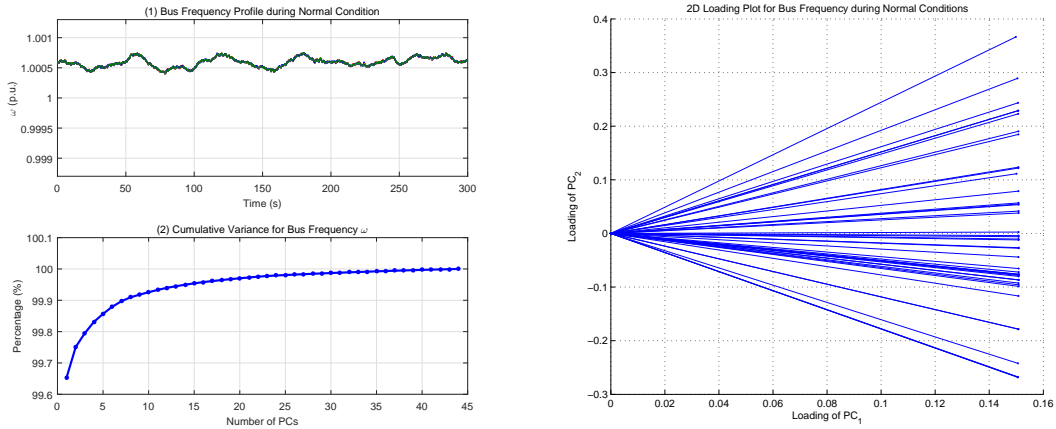 (1) Bus Frequency Profile during Normal Condition
1.001
1.0005
1
0.9995
0.999
ω (p.u.)
0 50 100 150 200 250 300
Time (s)
(2) Cumulative Variance for Bus Frequency ω
100.1
100
99.9
99.8
99.7
99.6
Percentage (%)
0 5 10 15 20 25 30 35 40 45
Number of PCs
2D Loading Plot for Bus Frequency during Normal Conditions
0.4
0.3
0.2
0.1
0
−0.1
−0.2
−0.3
Loading of PC2
0 0.02 0.04 0.06 0.08 0.1 0.12 0.14 0.16
Loading of PC1